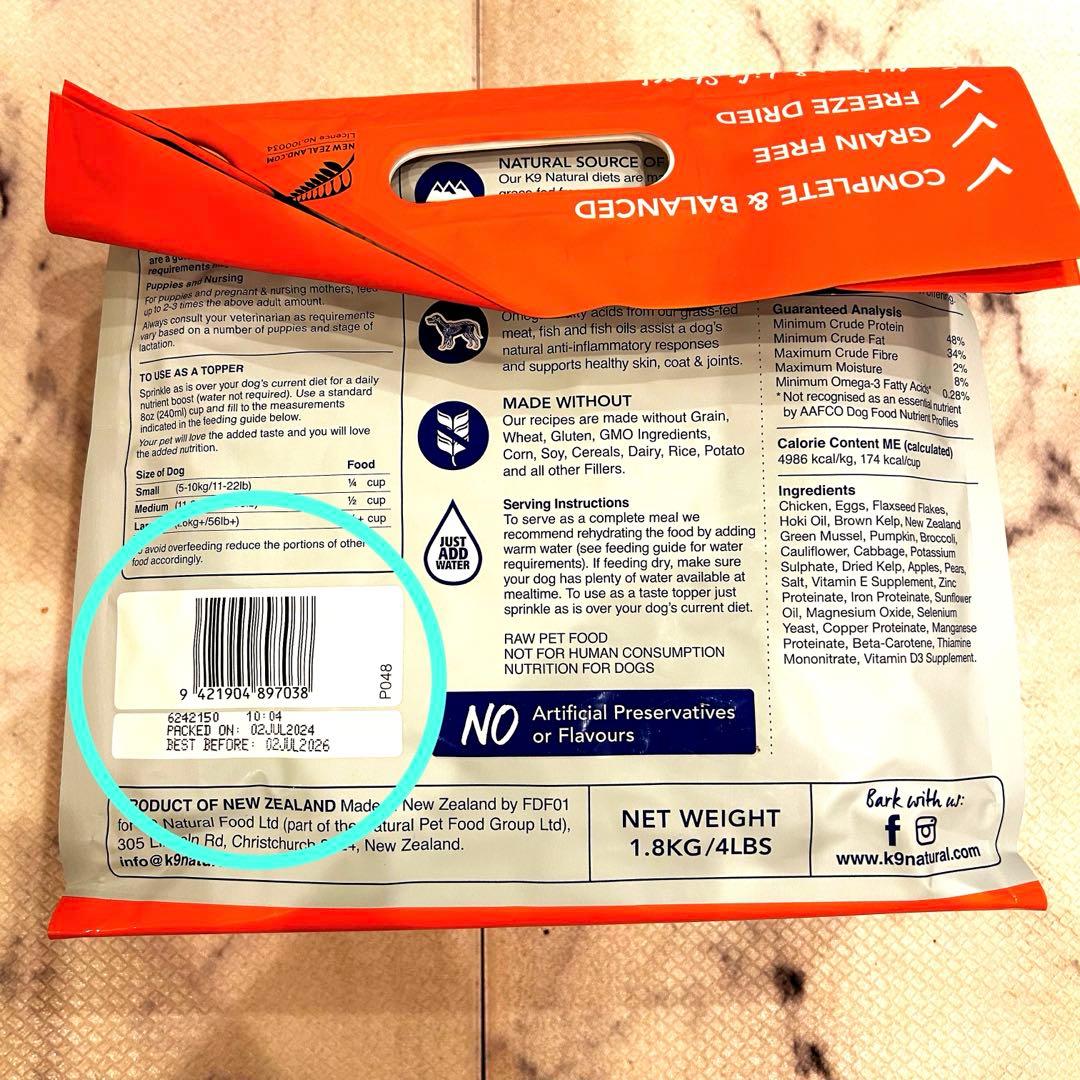 FREEZE DRIED
GRAIN FREE
COMPLETE & BALANCED
NEW ZEALAND.COM
Licence No.100034
NATURAL SOURCE OF
Our K9 Natural diets are
grass-fed
requirements
Puppies and Nursing
For puppies and pregnant & nursing mothers, feed
up to 2-3 times the above adult amount.
Always consult your veterinarian as requirements
vary based on a number of puppies and stage of
lactation.
TO USE AS A TOPPER
Sprinkle as is over your dog's current diet for a daily
nutrient boost (water not required). Use a standard
8oz (240ml) cup and fill to the measurements
indicated in the feeding guide below.
Your pet will love the added taste and you will love
the added nutrition.
Size of Dog Food
Small (5-10kg/11-22lb) ¼ cup
Medium ½ cup
cup
avoid overfeeding reduce the portions of other
food accordingly.
9 421904 897038
P048
6242150 10:04
PACKED ON: 02JUL2024
BEST BEFORE: 02JUL2026
acids from our grass-fed
meat, fish and fish oils assist a dog's
natural anti-inflammatory responses
and supports healthy skin, coat & joints.
MADE WITHOUT
Our recipes are made without Grain,
Wheat, Gluten, GMO Ingredients,
Corn, Soy, Cereals, Dairy, Rice, Potato
and all other Fillers.
JUST
ADD
WATER
Serving Instructions
To serve as a complete meal we
recommend rehydrating the food by adding
warm water (see feeding guide for water
requirements). If feeding dry, make sure
your dog has plenty of water available at
mealtime. To use as a taste topper just
sprinkle as is over your dog's current diet.
RAW PET FOOD
NOT FOR HUMAN CONSUMPTION
NUTRITION FOR DOGS
NO Artificial Preservatives
or Flavours
Guaranteed Analysis
Minimum Crude Protein 48%
Minimum Crude Fat 34%
Maximum Crude Fibre 2%
Maximum Moisture 8%
Minimum Omega-3 Fatty Acids* 0.28%
* Not recognised as an essential nutrient
by AAFCO Dog Food Nutrient Profiles
Calorie Content ME (calculated)
4986 kcal/kg, 174 kcal/cup
Ingredients
Chicken, Eggs, Flaxseed Flakes,
Hoki Oil, Brown Kelp, New Zealand
Green Mussel, Pumpkin, Broccoli,
Cauliflower, Cabbage, Potassium
Sulphate, Dried Kelp, Apples, Pears,
Salt, Vitamin E Supplement, Zinc
Proteinate, Iron Proteinate, Sunflower
Oil, Magnesium Oxide, Selenium
Yeast, Copper Proteinate, Manganese
Proteinate, Beta-Carotene, Thiamine
Mononitrate, Vitamin D3 Supplement.
PRODUCT OF NEW ZEALAND Made New Zealand by FDF01
for Natural Food Ltd (part of the Natural Pet Food Group Ltd),
305 Rd, Christchurch New Zealand.
NET WEIGHT
1.8KG/4LBS
Bark with us:
www.k9natural.com